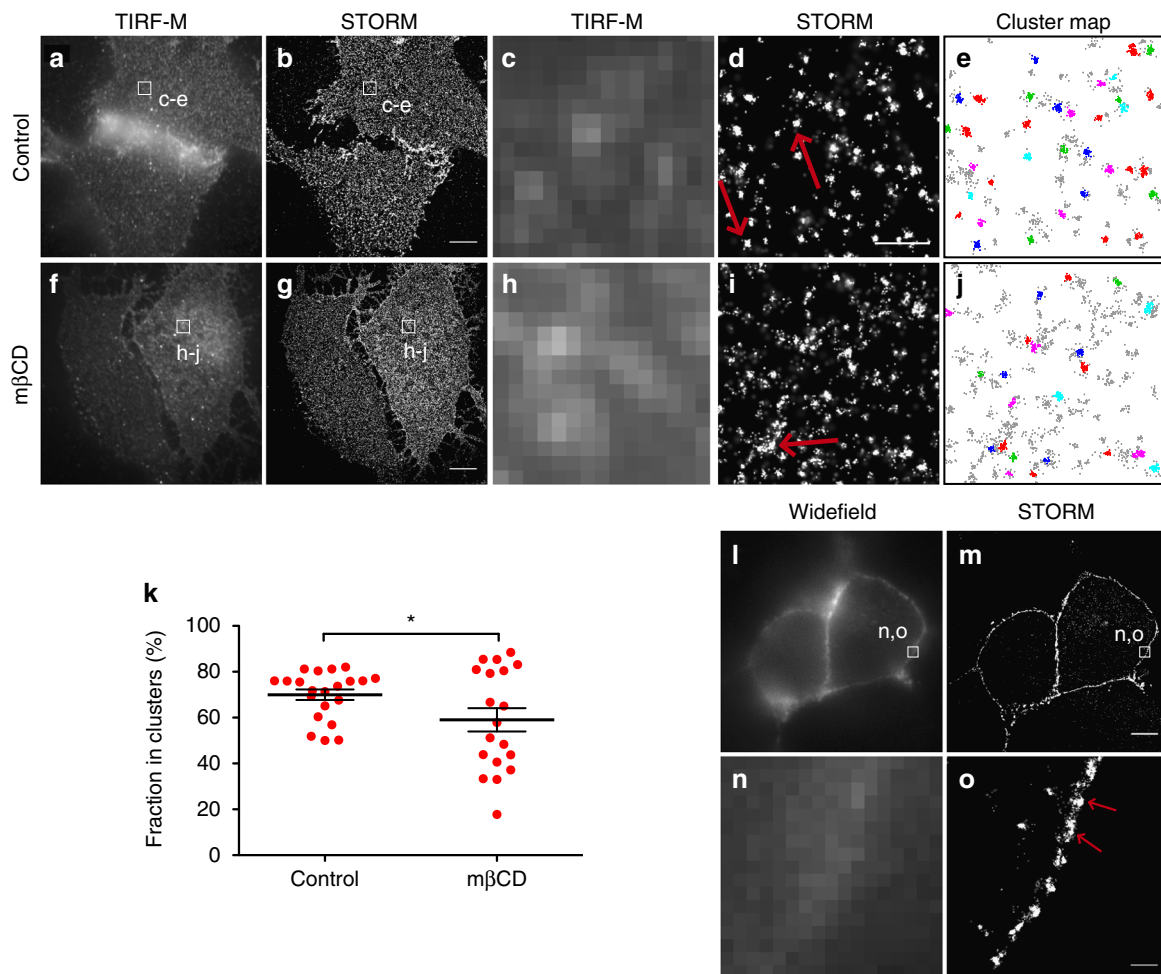 TIRF-M STORM TIRF-M STORM Cluster map
Control
a c-e
b c-e
c
d
e
mβCD
f h-j
g h-j
h
i
j
Widefield STORM
l n,o
m n,o
n
o
k
*
Fraction in clusters (%)
100
80
60
40
20
0
Control mβCD